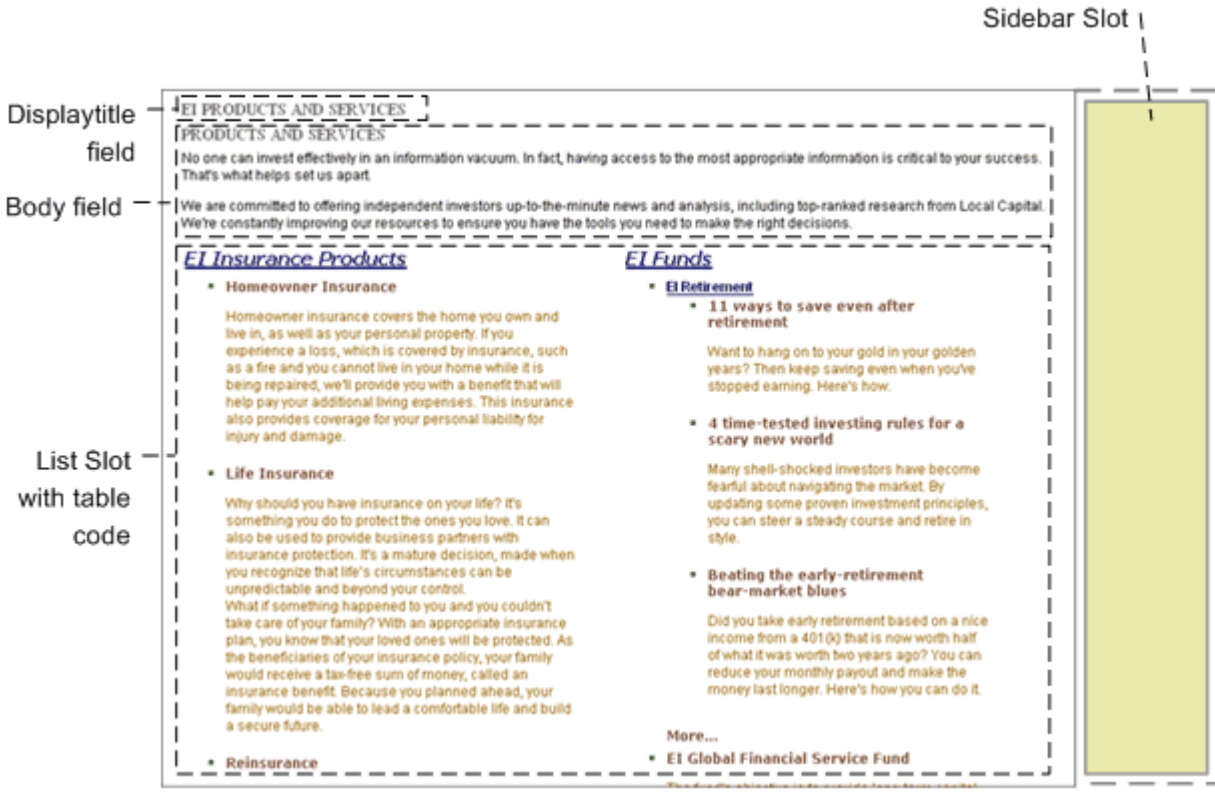 Sidebar Slot
Displaytitle
field
EI PRODUCTS AND SERVICES
PRODUCTS AND SERVICES
No one can invest effectively in an information vacuum. In fact, having access to the most appropriate information is critical to your success.
That's what helps set us apart.
Body field
We are committed to offering independent investors up-to-the-minute news and analysis, including top-ranked research from Local Capital.
We're constantly improving our resources to ensure you have the tools you need to make the right decisions.
List Slot
with table
code
EI Insurance Products
Homeowner Insurance
Homeowner insurance covers the home you own and
live in, as well as your personal property. If you
experience a loss, which is covered by insurance, such
as a fire and you cannot live in your home while it is
being repaired, we'll provide you with a benefit that will
help pay your additional living expenses. This insurance
also provides coverage for your personal liability for
injury and damage.
Life Insurance
Why should you have insurance on your life? It's
something you do to protect the ones you love. It can
also be used to provide business partners with
insurance protection. It's a mature decision, made when
you recognize that life's circumstances can be
unpredictable and beyond your control.
What if something happened to you and you couldn't
take care of your family? With an appropriate insurance
plan, you know that your loved ones will be protected. As
the beneficiaries of your insurance policy, your family
would receive a tax-free sum of money, called an
insurance benefit. Because you planned ahead, your
family would be able to lead a comfortable life and build
a secure future.
Reinsurance
EI Funds
EI Retirement
11 ways to save even after
retirement
Want to hang on to your gold in your golden
years? Then keep saving even when you've
stopped earning. Here's how.
4 time-tested investing rules for a
scary new world
Many shell-shocked investors have become
fearful about navigating the market. By
updating some proven investment principles,
you can steer a steady course and retire in
style.
Beating the early-retirement
bear-market blues
Did you take early retirement based on a nice
income from a 401(k) that is now worth half
of what it was worth two years ago? You can
reduce your monthly payout and make the
money last longer. Here's how you can do it.
More...
EI Global Financial Service Fund